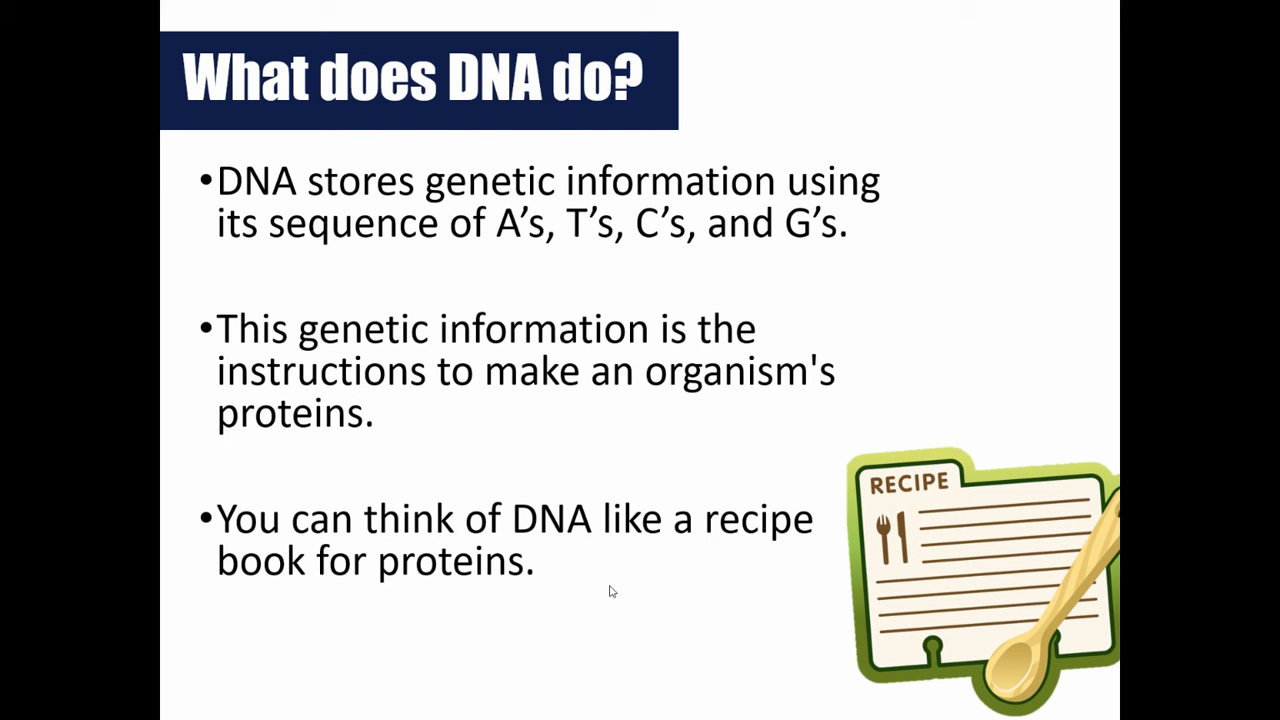 What does DNA do?
•DNA stores genetic information using
its sequence of A’s, T’s, C’s, and G’s.
•This genetic information is the
instructions to make an organism's
proteins.
•You can think of DNA like a recipe
book for proteins.
RECIPE